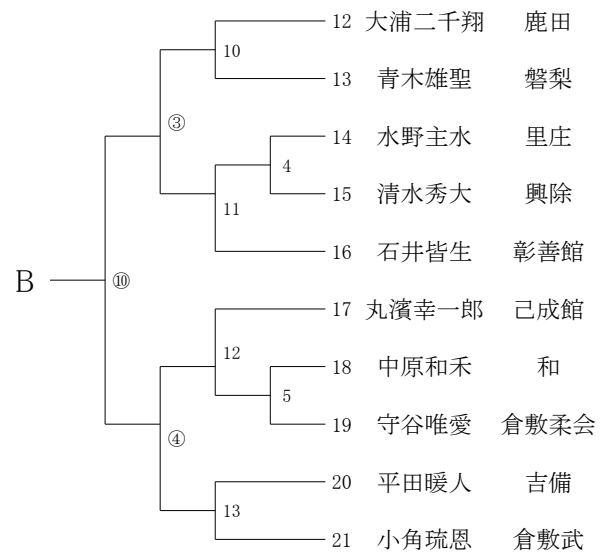 12 大浦二千翔 鹿田
10
13 青木雄聖 磐梨
③
14 水野主水 里庄
4
15 清水秀大 興除
11
16 石井皆生 彰善館
B ⑩
17 丸濱幸一郎 己成館
12
18 中原和禾 和
5
19 守谷唯愛 倉敷柔会
④
20 平田暖人 吉備
13
21 小角琉恩 倉敷武